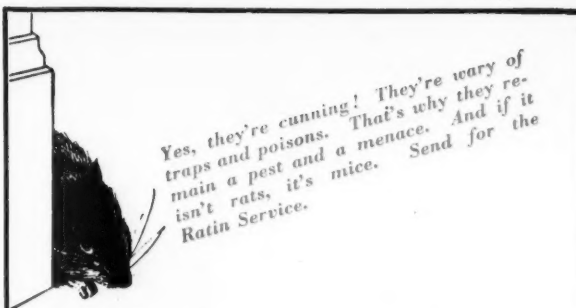 Yes, they're cunning! They're wary of
traps and poisons. That's why they re-
main a pest and a menace. And if it
isn't rats, it's mice. Send for the
Ratin Service.